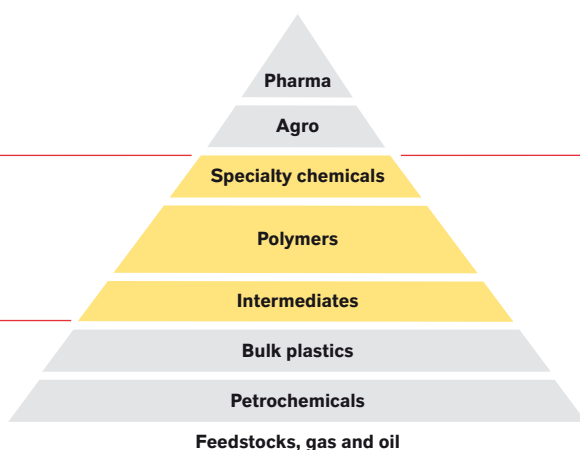 Pharma
Agro
Specialty chemicals
Polymers
Intermediates
Bulk plastics
Petrochemicals
Feedstocks, gas and oil